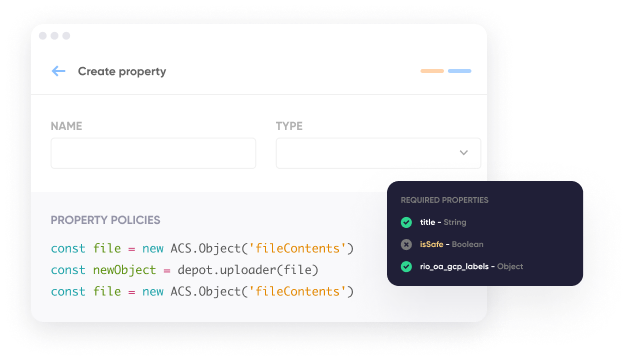 Create property
NAME
TYPE
PROPERTY POLICIES
const file = new ACS.Object('fileContents')
const newObject = depot.uploader(file)
const file = new ACS.Object('fileContents')
REQUIRED PROPERTIES
title - String
isSafe - Boolean
rio_oa_gcp_labels - Object